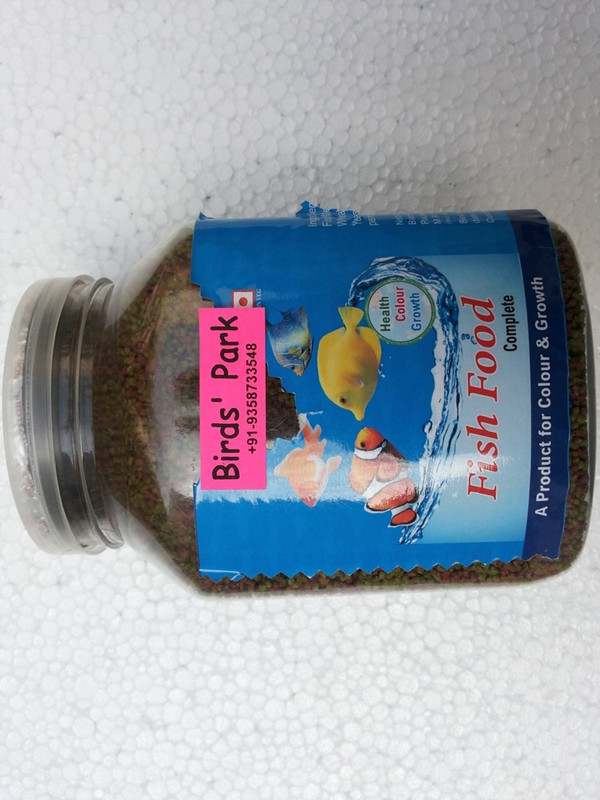 Birds' Park
+91-9358733548
Health
Colour
Growth
Fish Food
Complete
A Product for Colour & Growth